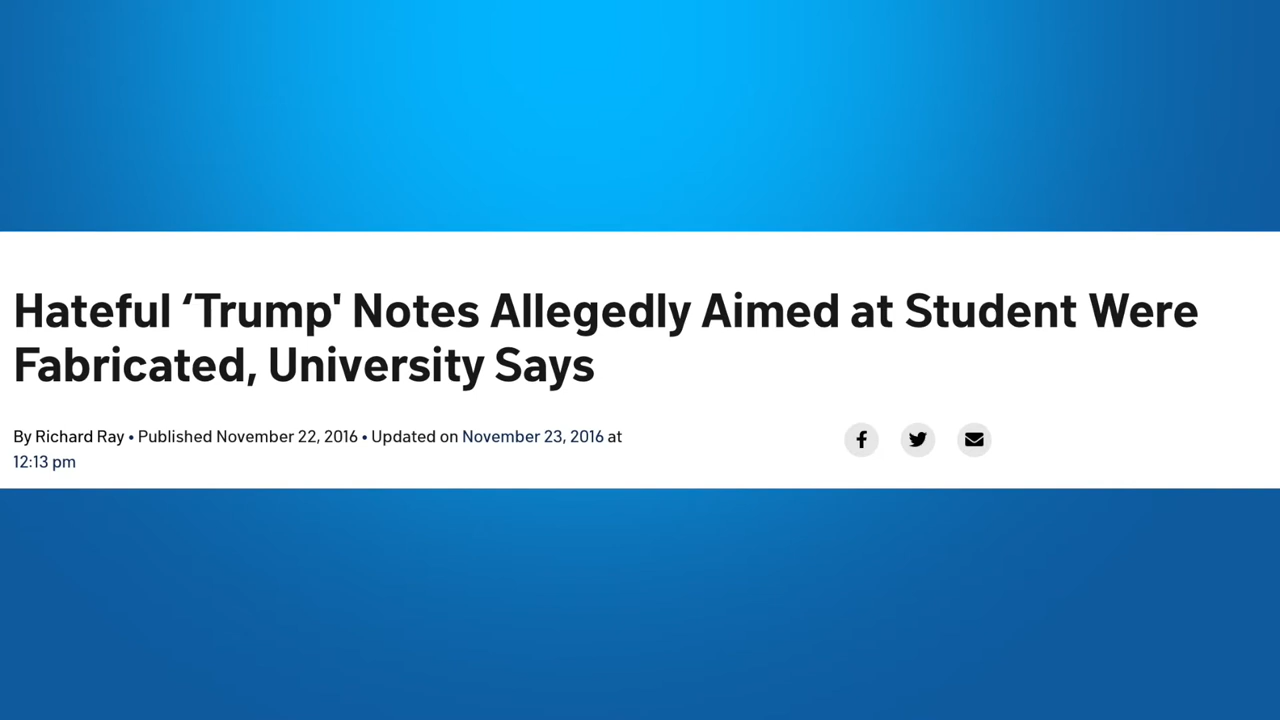 Hateful ‘Trump' Notes Allegedly Aimed at Student Were
Fabricated, University Says
By Richard Ray • Published November 22, 2016 • Updated on November 23, 2016 at
12:13 pm